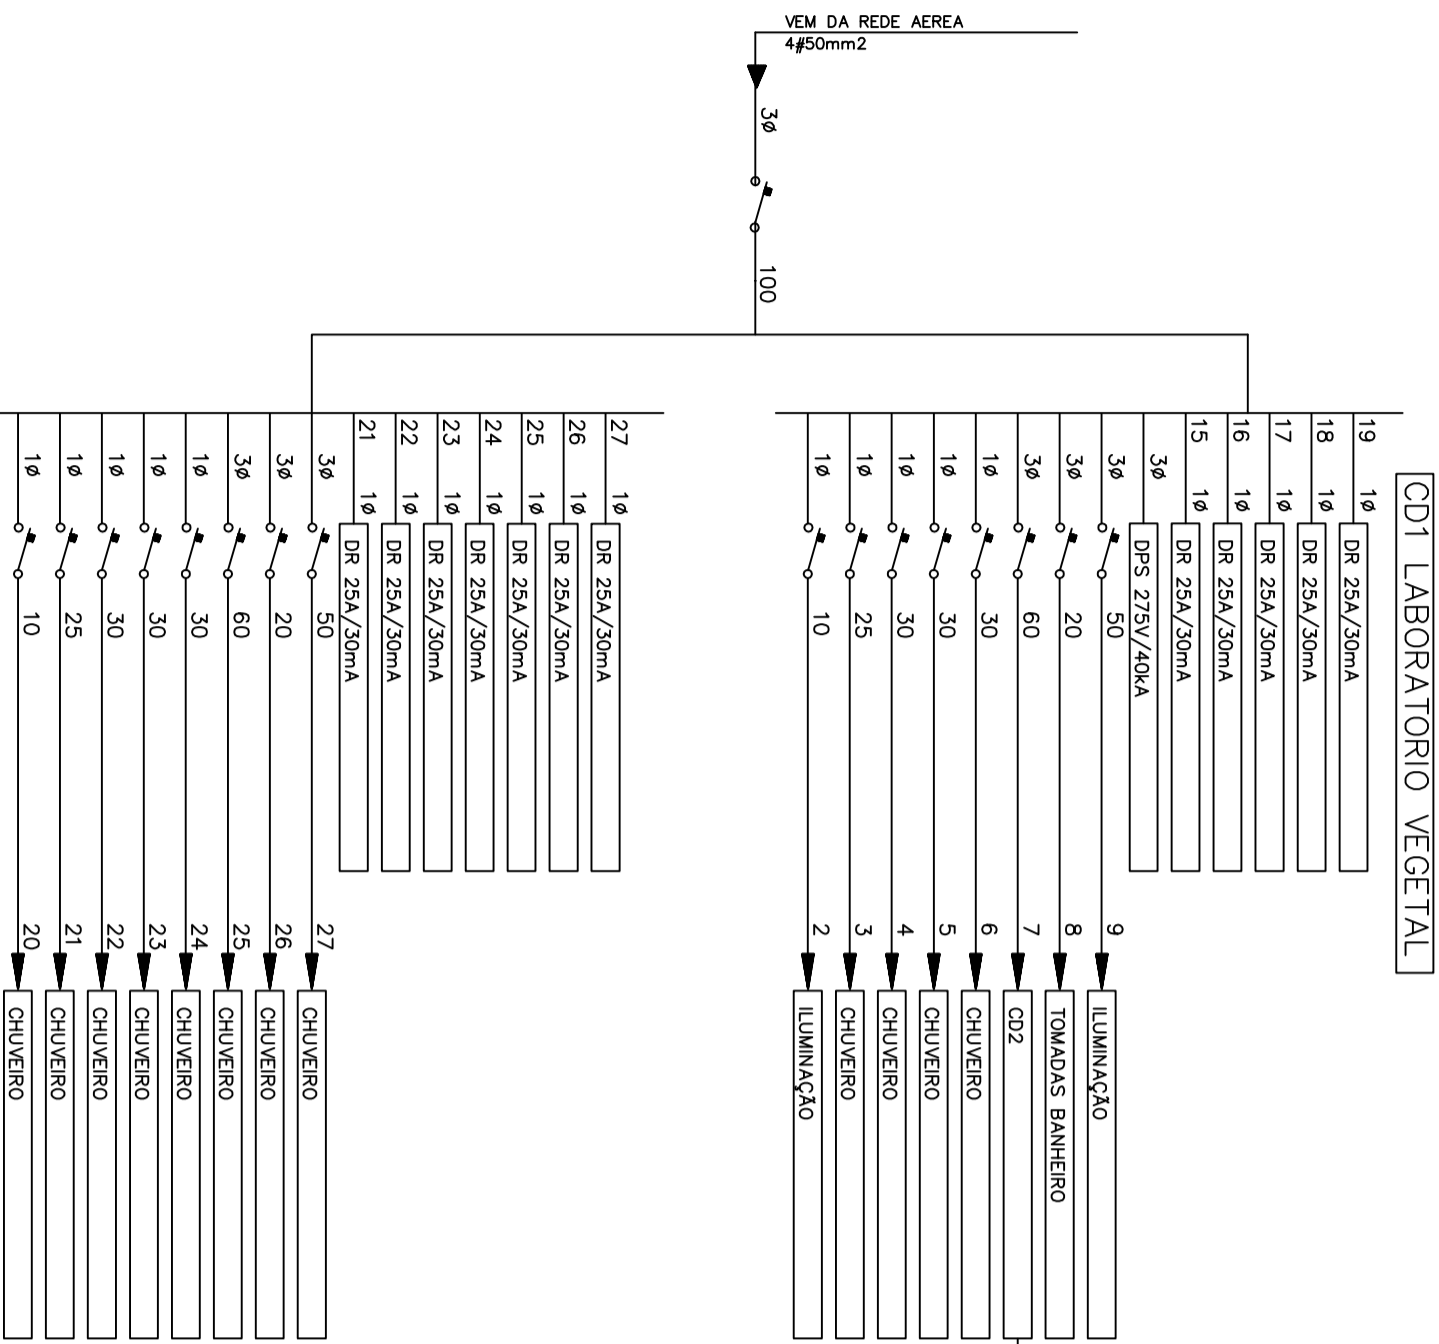 VEM DA REDE AEREA
4#50mm2
3ø
100
CD1 LABORATORIO VEGETAL
19 1ø DR 25A/30mA
18 1ø DR 25A/30mA
17 1ø DR 25A/30mA
16 1ø DR 25A/30mA
15 1ø DR 25A/30mA
3ø DPS 275V/40kA
3ø 50 9 ILUMINAÇÃO
3ø 20 8 TOMADAS BANHEIRO
3ø 60 7 CD2
1ø 30 6 CHUVEIRO
1ø 30 5 CHUVEIRO
1ø 30 4 CHUVEIRO
1ø 25 3 CHUVEIRO
1ø 10 2 ILUMINAÇÃO
27 1ø DR 25A/30mA
26 1ø DR 25A/30mA
25 1ø DR 25A/30mA
24 1ø DR 25A/30mA
23 1ø DR 25A/30mA
22 1ø DR 25A/30mA
21 1ø DR 25A/30mA
3ø 50 27 CHUVEIRO
3ø 20 26 CHUVEIRO
3ø 60 25 CHUVEIRO
1ø 30 24 CHUVEIRO
1ø 30 23 CHUVEIRO
1ø 30 22 CHUVEIRO
1ø 25 21 CHUVEIRO
1ø 10 20 CHUVEIRO